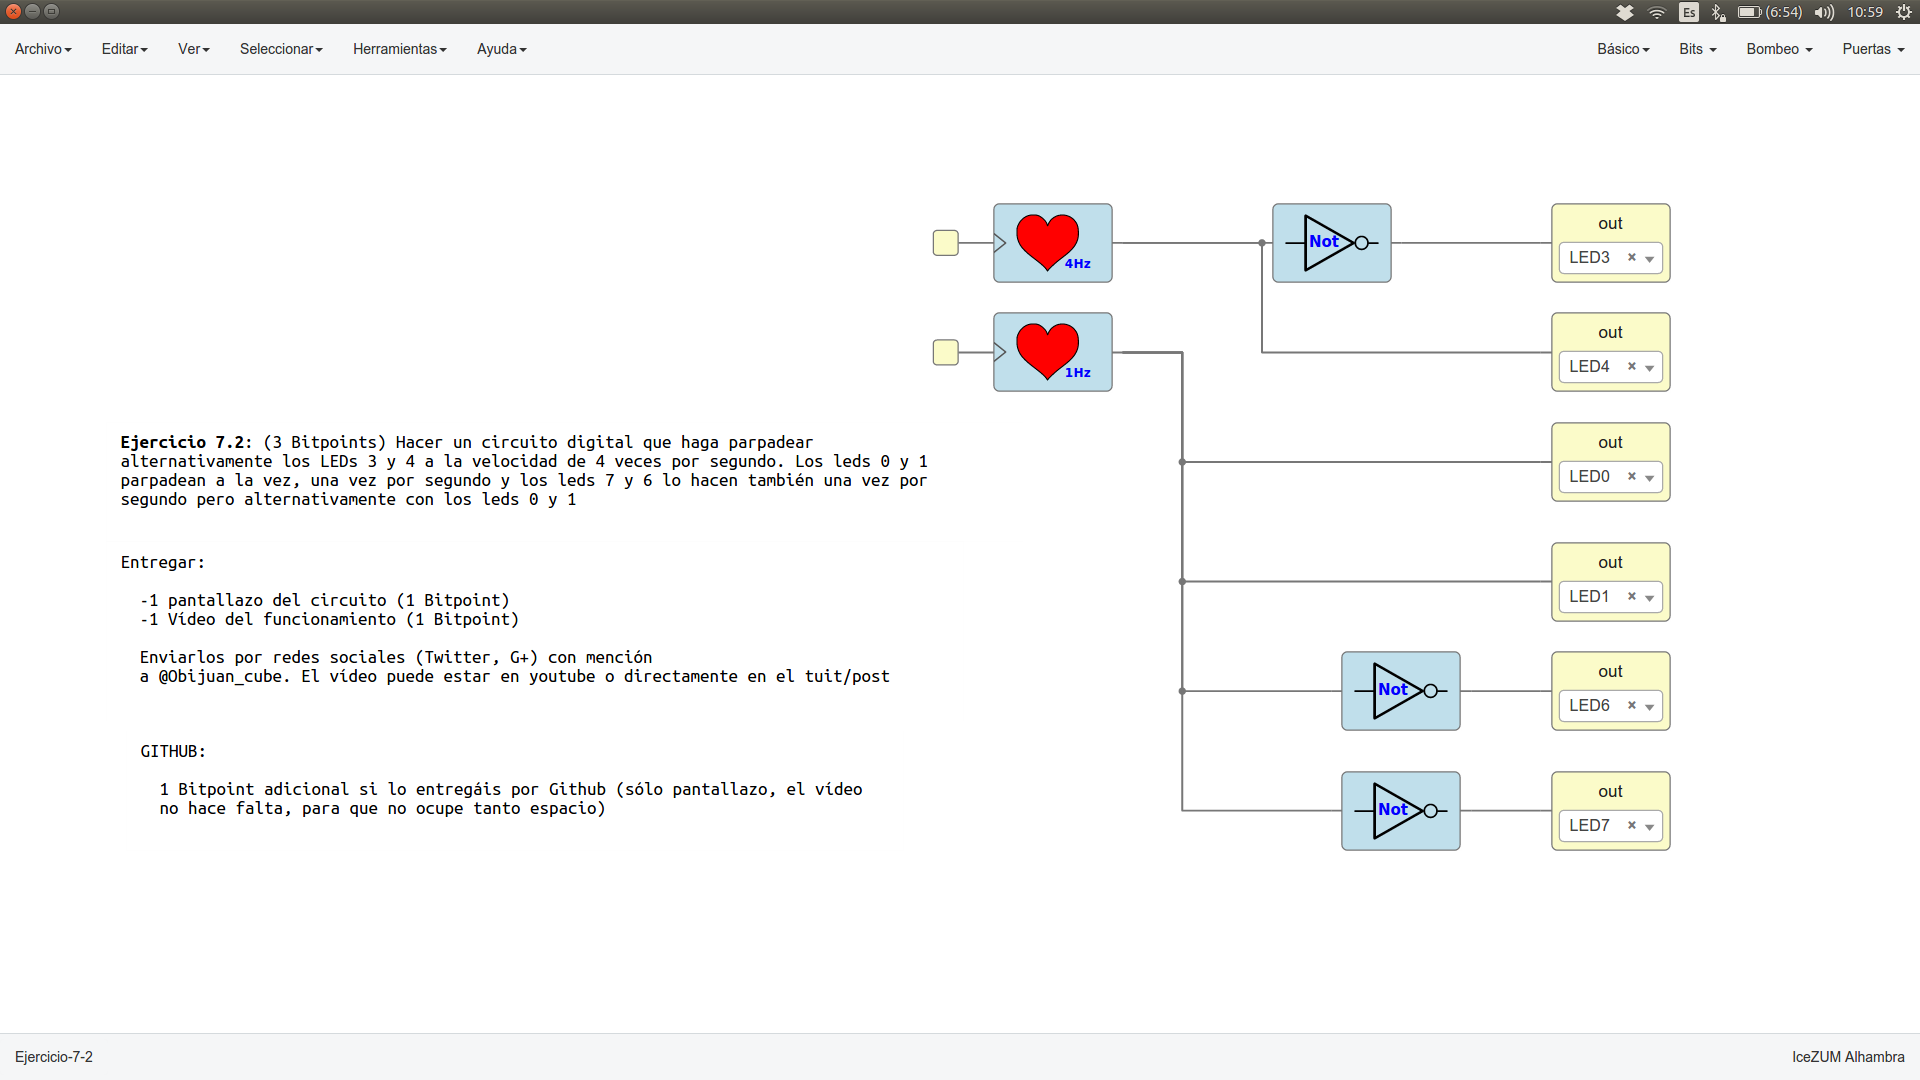 Es (6:54) 10:59
Archivo Editar Ver Seleccionar Herramientas Ayuda Básico Bits Bombeo Puertas
4Hz
Not
out
LED3 ×
1Hz
out
LED4 ×
Ejercicio 7.2: (3 Bitpoints) Hacer un circuito digital que haga parpadear
alternativamente los LEDs 3 y 4 a la velocidad de 4 veces por segundo. Los leds 0 y 1
parpadean a la vez, una vez por segundo y los leds 7 y 6 lo hacen también una vez por
segundo pero alternativamente con los leds 0 y 1
out
LED0 ×
Entregar:
-1 pantallazo del circuito (1 Bitpoint)
-1 Vídeo del funcionamiento (1 Bitpoint)
Enviarlos por redes sociales (Twitter, G+) con mención
a @Obijuan_cube. El vídeo puede estar en youtube o directamente en el tuit/post
out
LED1 ×
Not
out
LED6 ×
GITHUB:
1 Bitpoint adicional si lo entregáis por Github (sólo pantallazo, el vídeo
no hace falta, para que no ocupe tanto espacio)
Not
out
LED7 ×
Ejercicio-7-2 IceZUM Alhambra